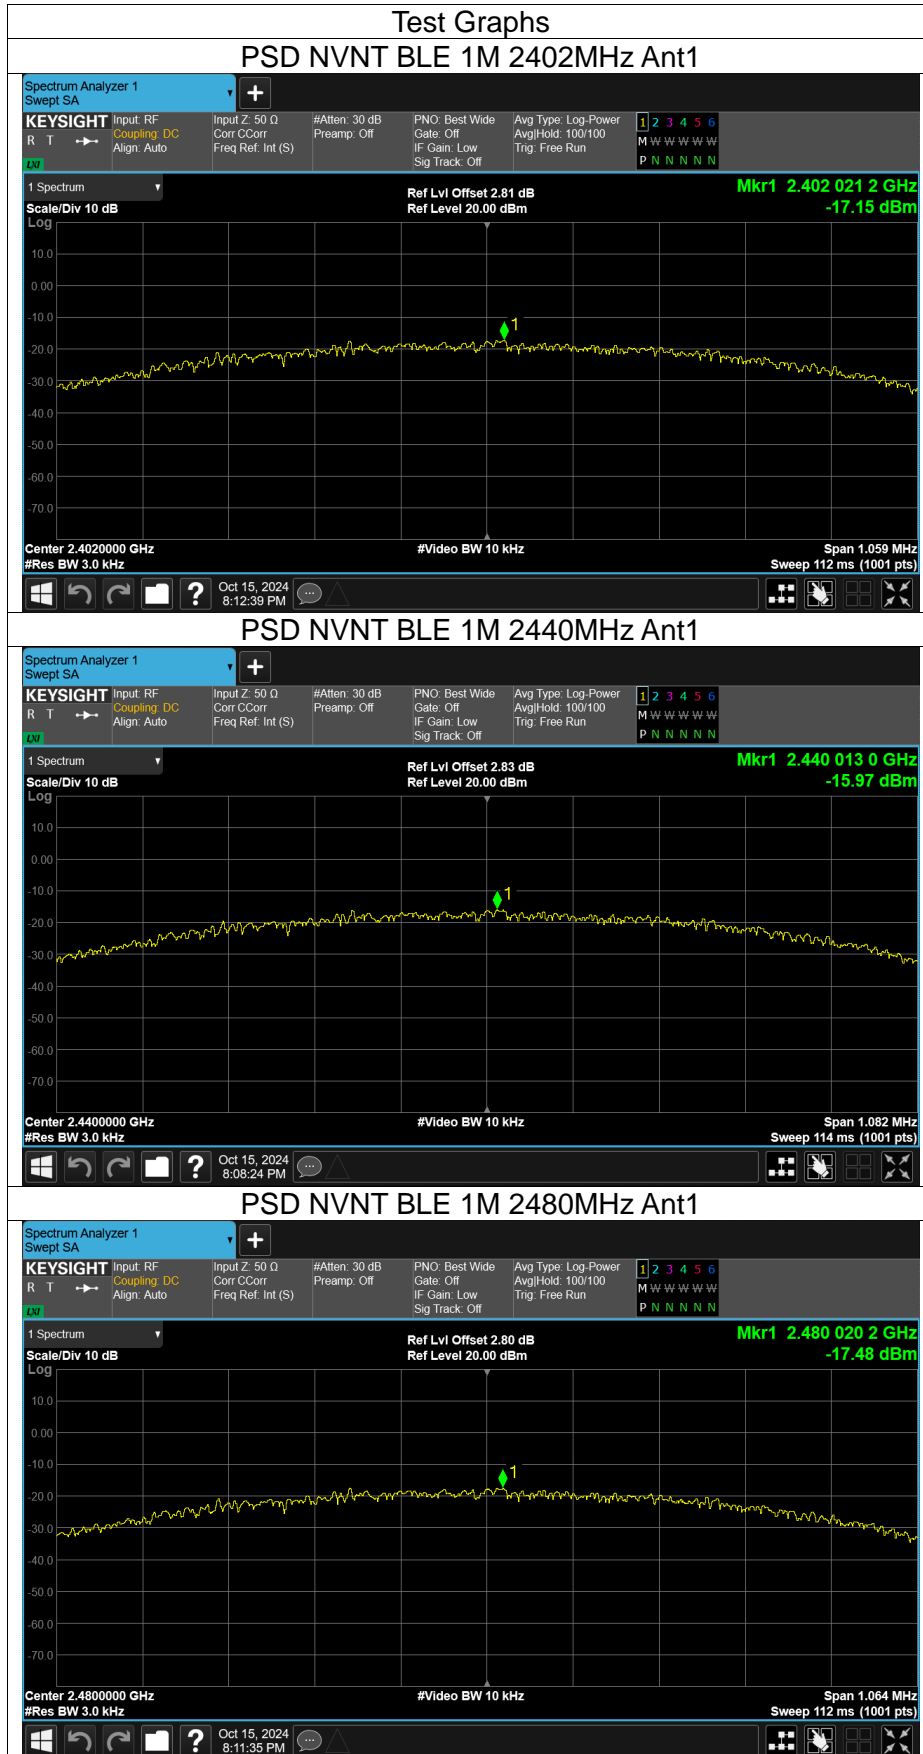 Test Graphs
PSD NVNT BLE 1M 2402MHz Ant1
Spectrum Analyzer 1
Swept SA
+
KEYSIGHT Input: RF Input Z: 50 Ω #Atten: 30 dB PNO: Best Wide Avg Type: Log-Power 1 2 3 4 5 6
R T Coupling: DC Corr CCorr Preamp: Off Gate: Off Avg|Hold: 100/100 M W W W W W
Align: Auto Freq Ref: Int (S) IF Gain: Low Trig: Free Run
LXI Sig Track: Off P N N N N N
1 Spectrum Ref Lvl Offset 2.81 dB Mkr1 2.402 021 2 GHz
Scale/Div 10 dB Ref Level 20.00 dBm -17.15 dBm
Log
10.0
0.00
-10.0
1
-20.0
-30.0
-40.0
-50.0
-60.0
-70.0
Center 2.4020000 GHz #Video BW 10 kHz Span 1.059 MHz
#Res BW 3.0 kHz Sweep 112 ms (1001 pts)
? Oct 15, 2024
8:12:39 PM
PSD NVNT BLE 1M 2440MHz Ant1
Spectrum Analyzer 1
Swept SA
+
KEYSIGHT Input: RF Input Z: 50 Ω #Atten: 30 dB PNO: Best Wide Avg Type: Log-Power 1 2 3 4 5 6
R T Coupling: DC Corr CCorr Preamp: Off Gate: Off Avg|Hold: 100/100 M W W W W W
Align: Auto Freq Ref: Int (S) IF Gain: Low Trig: Free Run
LXI Sig Track: Off P N N N N N
1 Spectrum Ref Lvl Offset 2.83 dB Mkr1 2.440 013 0 GHz
Scale/Div 10 dB Ref Level 20.00 dBm -15.97 dBm
Log
10.0
0.00
-10.0
1
-20.0
-30.0
-40.0
-50.0
-60.0
-70.0
Center 2.4400000 GHz #Video BW 10 kHz Span 1.082 MHz
#Res BW 3.0 kHz Sweep 114 ms (1001 pts)
? Oct 15, 2024
8:08:24 PM
PSD NVNT BLE 1M 2480MHz Ant1
Spectrum Analyzer 1
Swept SA
+
KEYSIGHT Input: RF Input Z: 50 Ω #Atten: 30 dB PNO: Best Wide Avg Type: Log-Power 1 2 3 4 5 6
R T Coupling: DC Corr CCorr Preamp: Off Gate: Off Avg|Hold: 100/100 M W W W W W
Align: Auto Freq Ref: Int (S) IF Gain: Low Trig: Free Run
LXI Sig Track: Off P N N N N N
1 Spectrum Ref Lvl Offset 2.80 dB Mkr1 2.480 020 2 GHz
Scale/Div 10 dB Ref Level 20.00 dBm -17.48 dBm
Log
10.0
0.00
-10.0
1
-20.0
-30.0
-40.0
-50.0
-60.0
-70.0
Center 2.4800000 GHz #Video BW 10 kHz Span 1.064 MHz
#Res BW 3.0 kHz Sweep 112 ms (1001 pts)
? Oct 15, 2024
8:11:35 PM